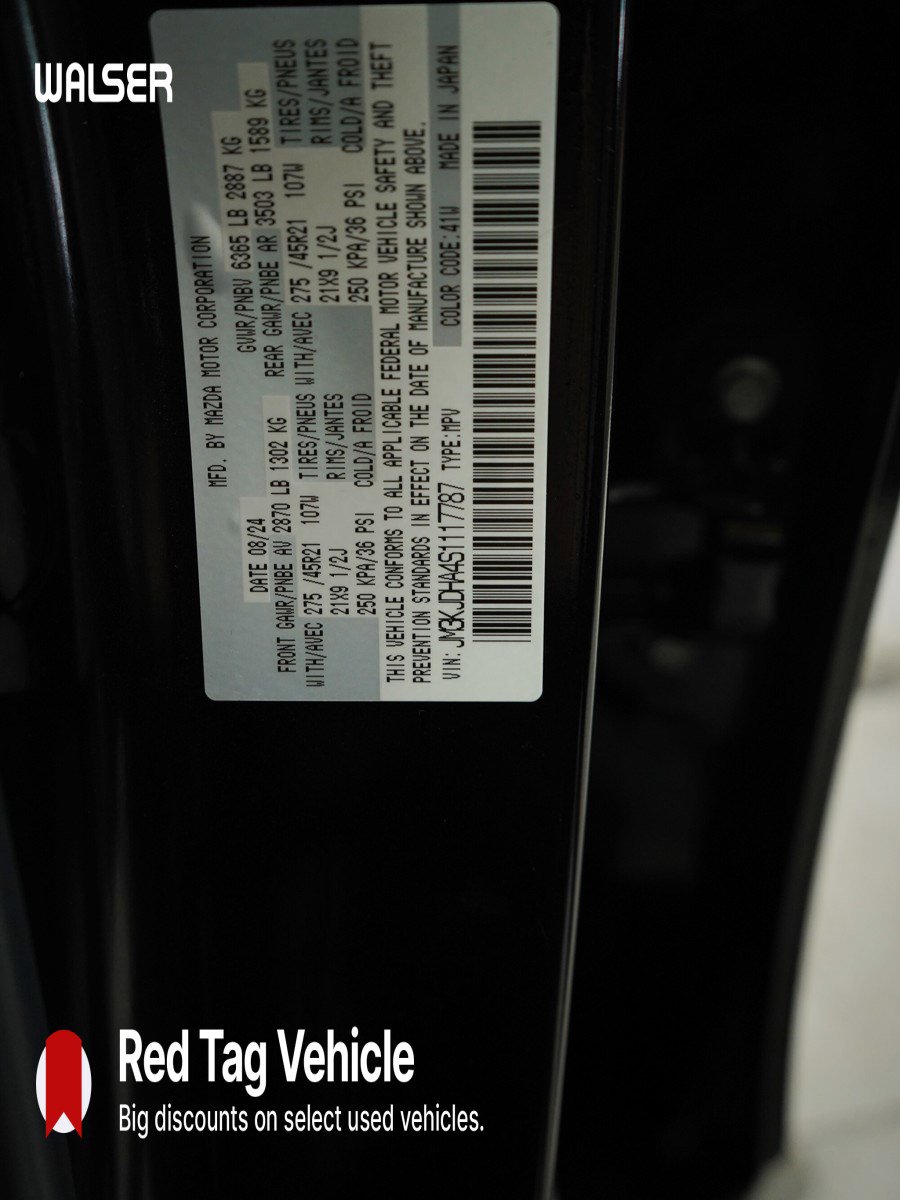 WALSER
MFD. BY MAZDA MOTOR CORPORATION
DATE 08/24 GVWR/PNBV 6365 LB 2887 KG
FRONT GAWR/PNBE AV 2870 LB 1302 KG REAR GAWR/PNBE AR 3503 LB 1589 KG
WITH/AVEC 275 /45R21 107W TIRES/PNEUS WITH/AVEC 275 /45R21 107W TIRES/PNEUS
21X9 1/2J RIMS/JANTES 21X9 1/2J RIMS/JANTES
250 KPA/36 PSI COLD/A FROID 250 KPA/36 PSI COLD/A FROID
THIS VEHICLE CONFORMS TO ALL APPLICABLE FEDERAL MOTOR VEHICLE SAFETY AND THEFT
PREVENTION STANDARDS IN EFFECT ON THE DATE OF MANUFACTURE SHOWN ABOVE.
VIN: JM3KJDHA4S1117787 TYPE:MPV COLOR CODE:41W MADE IN JAPAN
Red Tag Vehicle
Big discounts on select used vehicles.